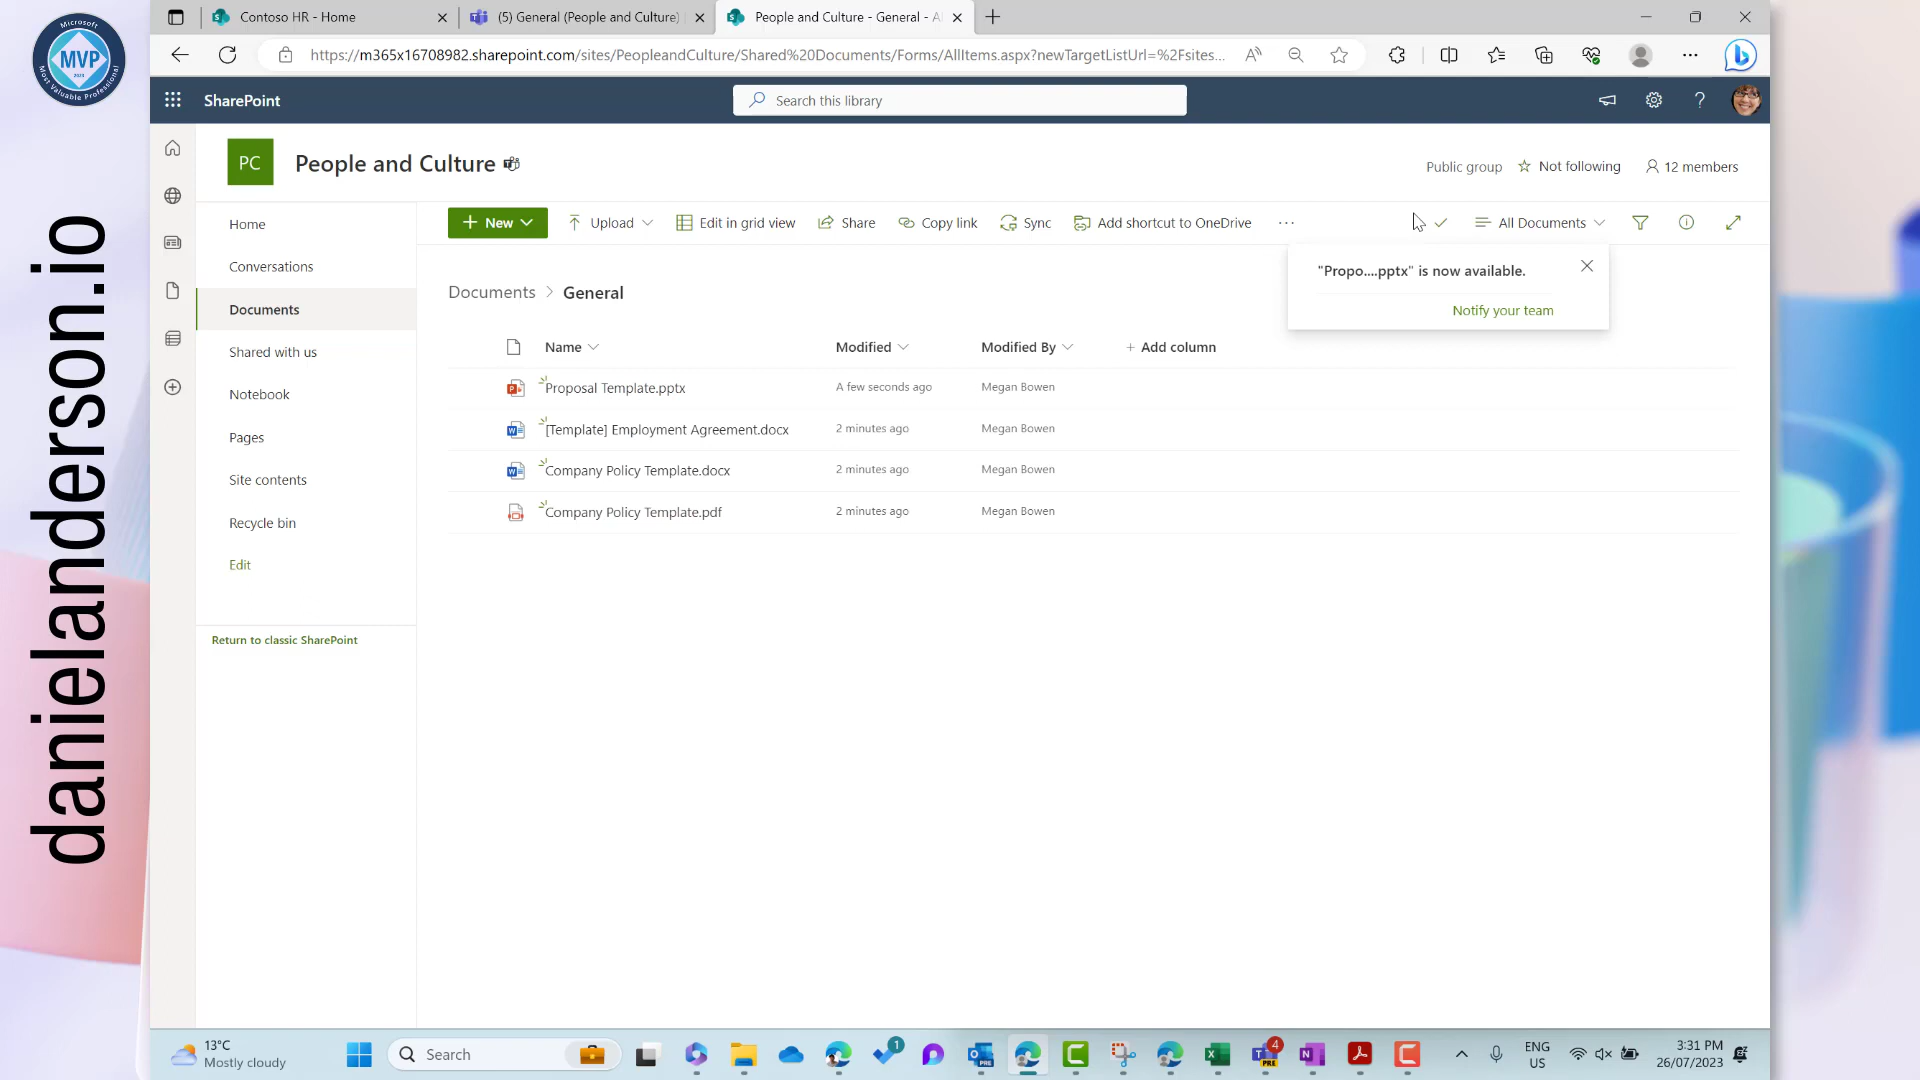 Microsoft
MVP
2023
Most Valuable Professional
danielanderson.io
Contoso HR - Home
(5) General (People and Culture)
People and Culture - General - A
https://m365x16708982.sharepoint.com/sites/PeopleandCulture/Shared%20Documents/Forms/AllItems.aspx?newTargetListUrl=%2Fsites...
SharePoint
Search this library
PC
People and Culture
Public group
Not following
12 members
Home
Conversations
Documents
Shared with us
Notebook
Pages
Site contents
Recycle bin
Edit
Return to classic SharePoint
New
Upload
Edit in grid view
Share
Copy link
Sync
Add shortcut to OneDrive
All Documents
"Propo....pptx" is now available.
Notify your team
Documents > General
Name Modified Modified By + Add column
Proposal Template.pptx A few seconds ago Megan Bowen
[Template] Employment Agreement.docx 2 minutes ago Megan Bowen
Company Policy Template.docx 2 minutes ago Megan Bowen
Company Policy Template.pdf 2 minutes ago Megan Bowen
13°C
Mostly cloudy
Search
1
4
PRE
PRE
ENG
US
3:31 PM
26/07/2023